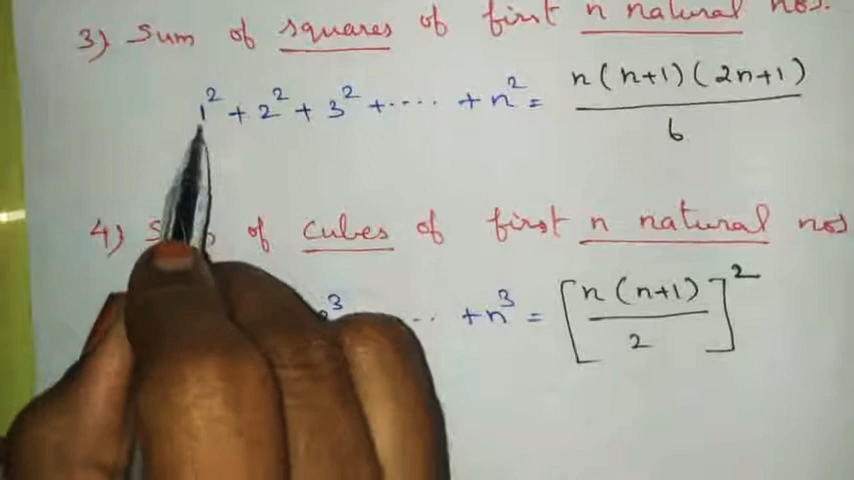 3) Sum of squares of first n natural nos.
1² + 2² + 3² + .... + n² = n(n+1)(2n+1) / 6
4) of cubes of first n natural nos
³ .. + n³ = [n(n+1) / 2]²